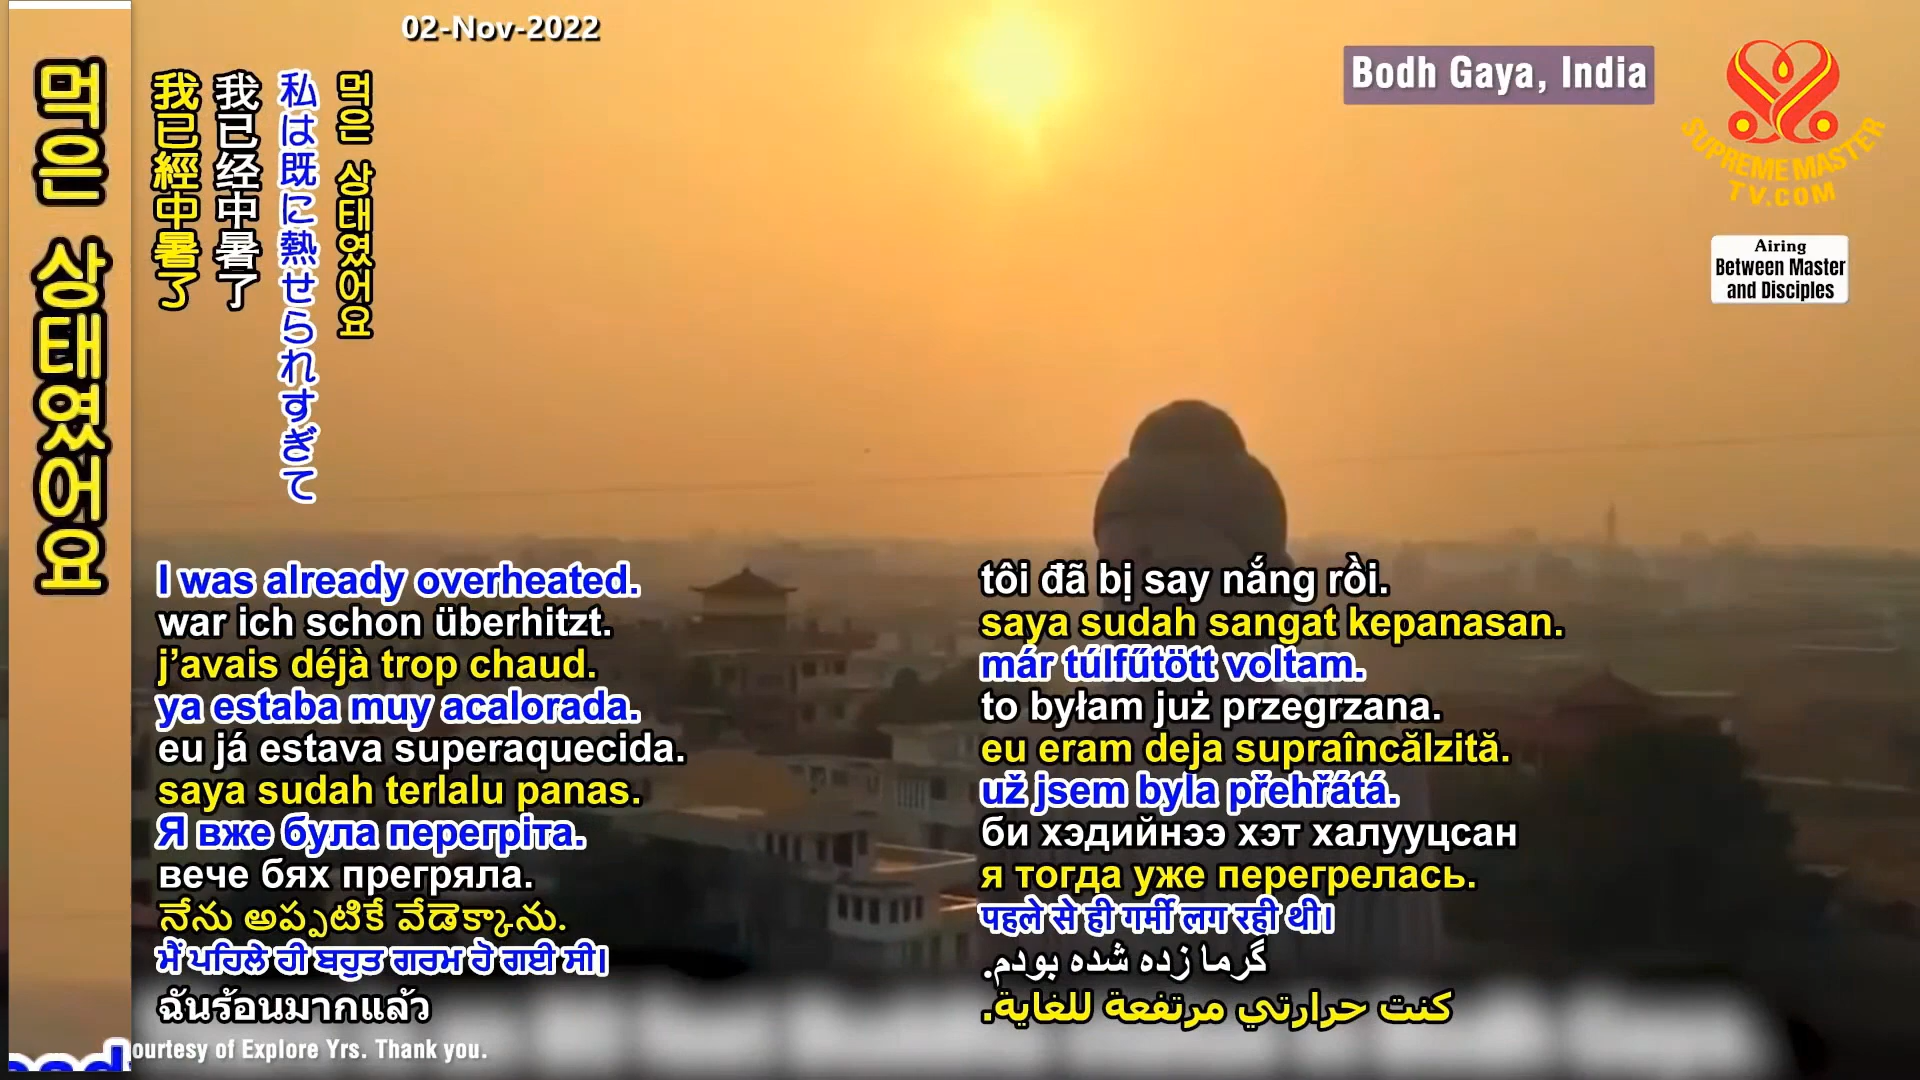 02-Nov-2022
Bodh Gaya, India
SUPREME MASTER
TV.COM
Airing
Between Master
and Disciples
먹은 상태였어요
我已經中暑了
我已经中暑了
私は既に熱せられすぎて
먹은 상태였어요
I was already overheated.
war ich schon überhitzt.
j’avais déjà trop chaud.
ya estaba muy acalorada.
eu já estava superaquecida.
saya sudah terlalu panas.
Я вже була перегріта.
вече бях прегряла.
నేను అప్పటికే వేడెక్కాను.
ਮੈਂ ਪਹਿਲੇ ਹੀ ਬਹੁਤ ਗਰਮ ਹੋ ਗਈ ਸੀ।
ฉันร้อนมากแล้ว
tôi đã bị say nắng rồi.
saya sudah sangat kepanasan.
már túlfűtött voltam.
to byłam już przegrzana.
eu eram deja supraîncălzită.
už jsem byla přehřátá.
би хэдийнээ хэт халууцсан
я тогда уже перегрелась.
पहले से ही गर्मी लग रही थी।
گرما زده شده بودم.
كنت حرارتي مرتفعة للغاية.
ourtesy of Explore Yrs. Thank you.